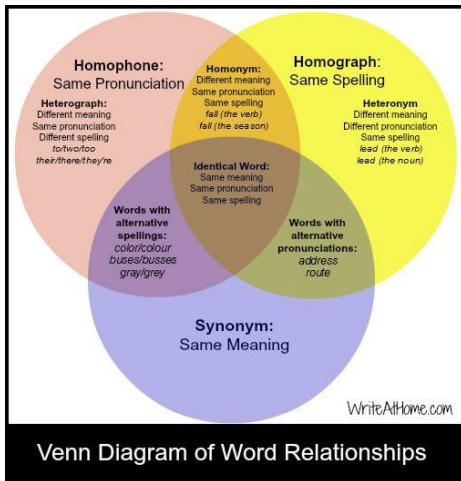 Homophone:
Same Pronunciation
Heterograph:
Different meaning
Same pronunciation
Different spelling
to/two/too
their/there/they're
Homonym:
Different meaning
Same pronunciation
Same spelling
fall (the verb)
fall (the season)
Homograph:
Same Spelling
Heteronym
Different meaning
Different pronunciation
Same spelling
lead (the verb)
lead (the noun)
Identical Word:
Same meaning
Same pronunciation
Same spelling
Words with
alternative
spellings:
color/colour
buses/busses
gray/grey
Words with
alternative
pronunciations:
address
route
Synonym:
Same Meaning
WriteAtHome.com
Venn Diagram of Word Relationships